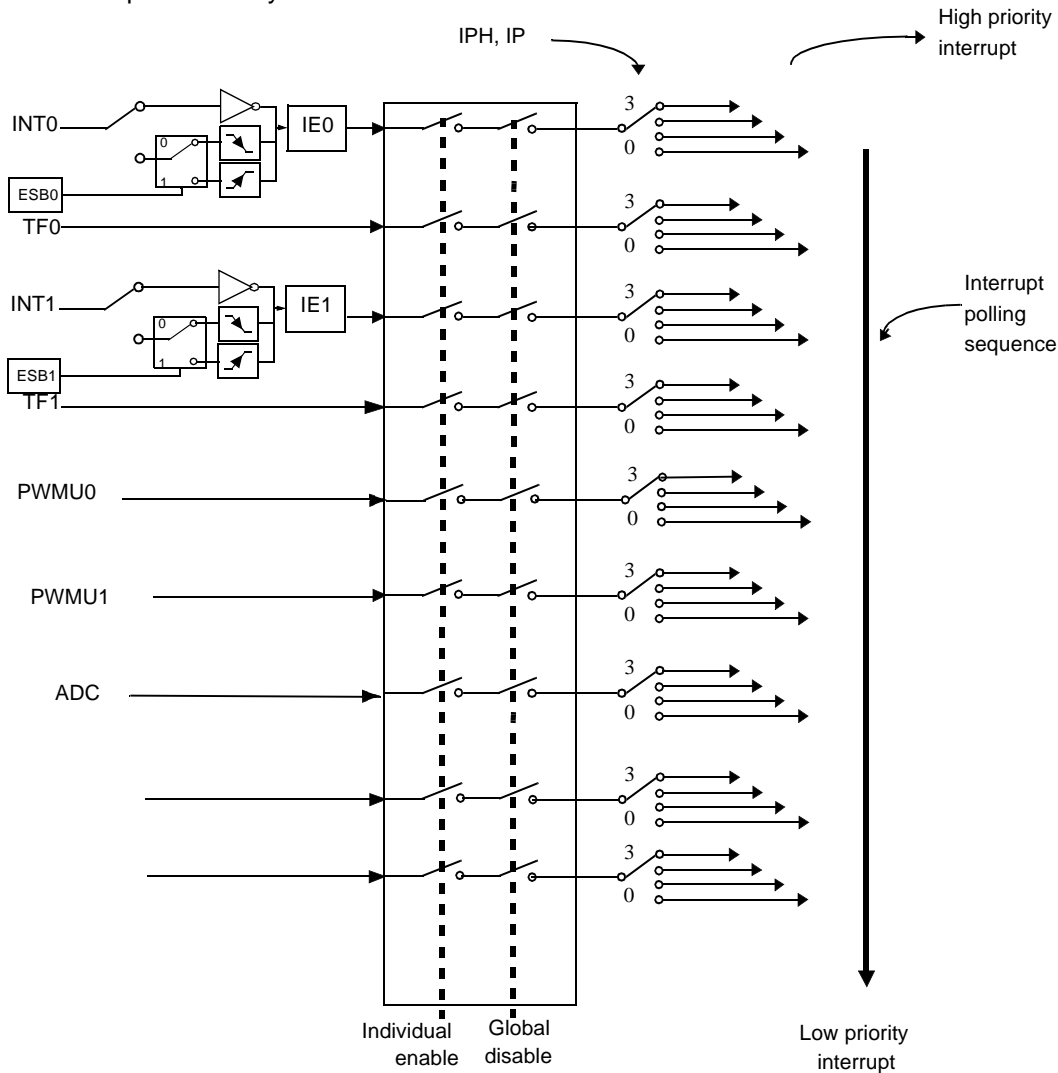 High priority
interrupt
IPH, IP
3
0
INT0
0
1
IE0
ESB0
TF0
3
0
INT1
0
1
IE1
3
0
Interrupt
polling
sequence
ESB1
TF1
3
0
PWMU0
3
0
PWMU1
3
0
ADC
3
0
3
0
3
0
Individual
enable
Global
disable
Low priority
interrupt